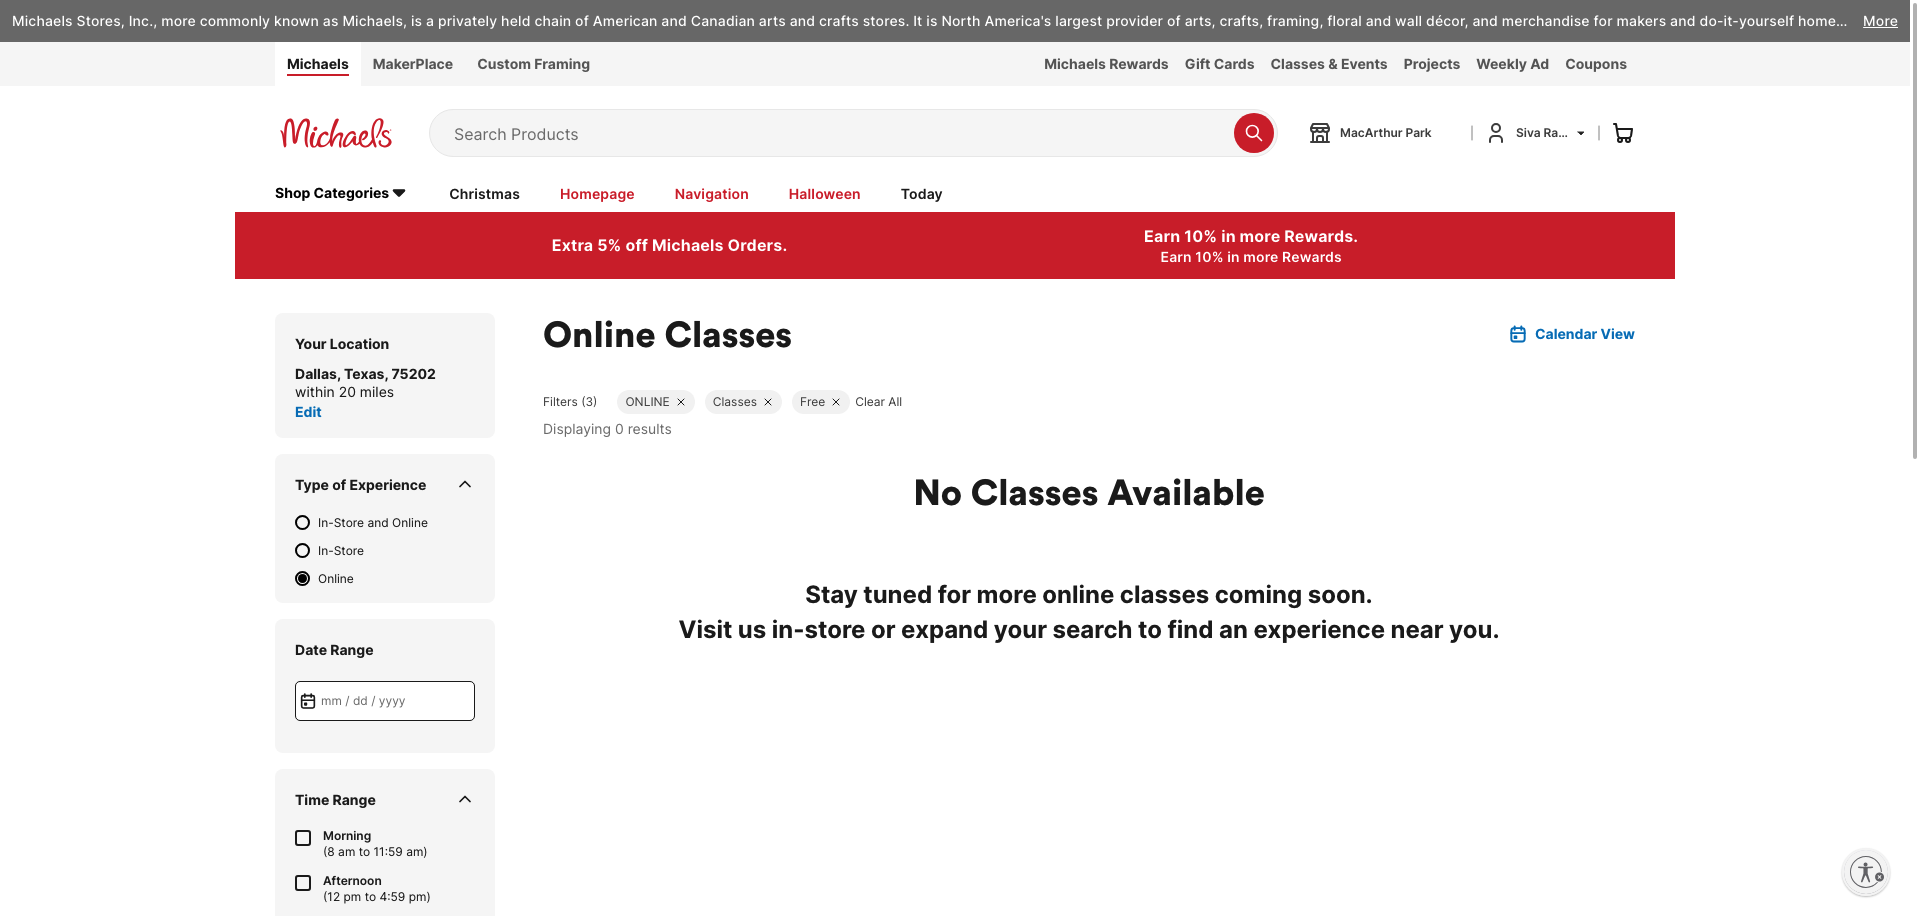 Michaels Stores, Inc., more commonly known as Michaels, is a privately held chain of American and Canadian arts and crafts stores. It is North America's largest provider of arts, crafts, framing, floral and wall décor, and merchandise for makers and do-it-yourself home... More
Michaels MakerPlace Custom Framing Michaels Rewards Gift Cards Classes & Events Projects Weekly Ad Coupons
Michaels Search Products MacArthur Park Siva Ra...
Shop Categories Christmas Homepage Navigation Halloween Today
Extra 5% off Michaels Orders.
Earn 10% in more Rewards.
Earn 10% in more Rewards
Your Location
Dallas, Texas, 75202
within 20 miles
Edit
Type of Experience
In-Store and Online
In-Store
Online
Date Range
mm / dd / yyyy
Time Range
Morning
(8 am to 11:59 am)
Afternoon
(12 pm to 4:59 pm)
Online Classes
Calendar View
Filters (3) ONLINE Classes Free Clear All
Displaying 0 results
No Classes Available
Stay tuned for more online classes coming soon.
Visit us in-store or expand your search to find an experience near you.